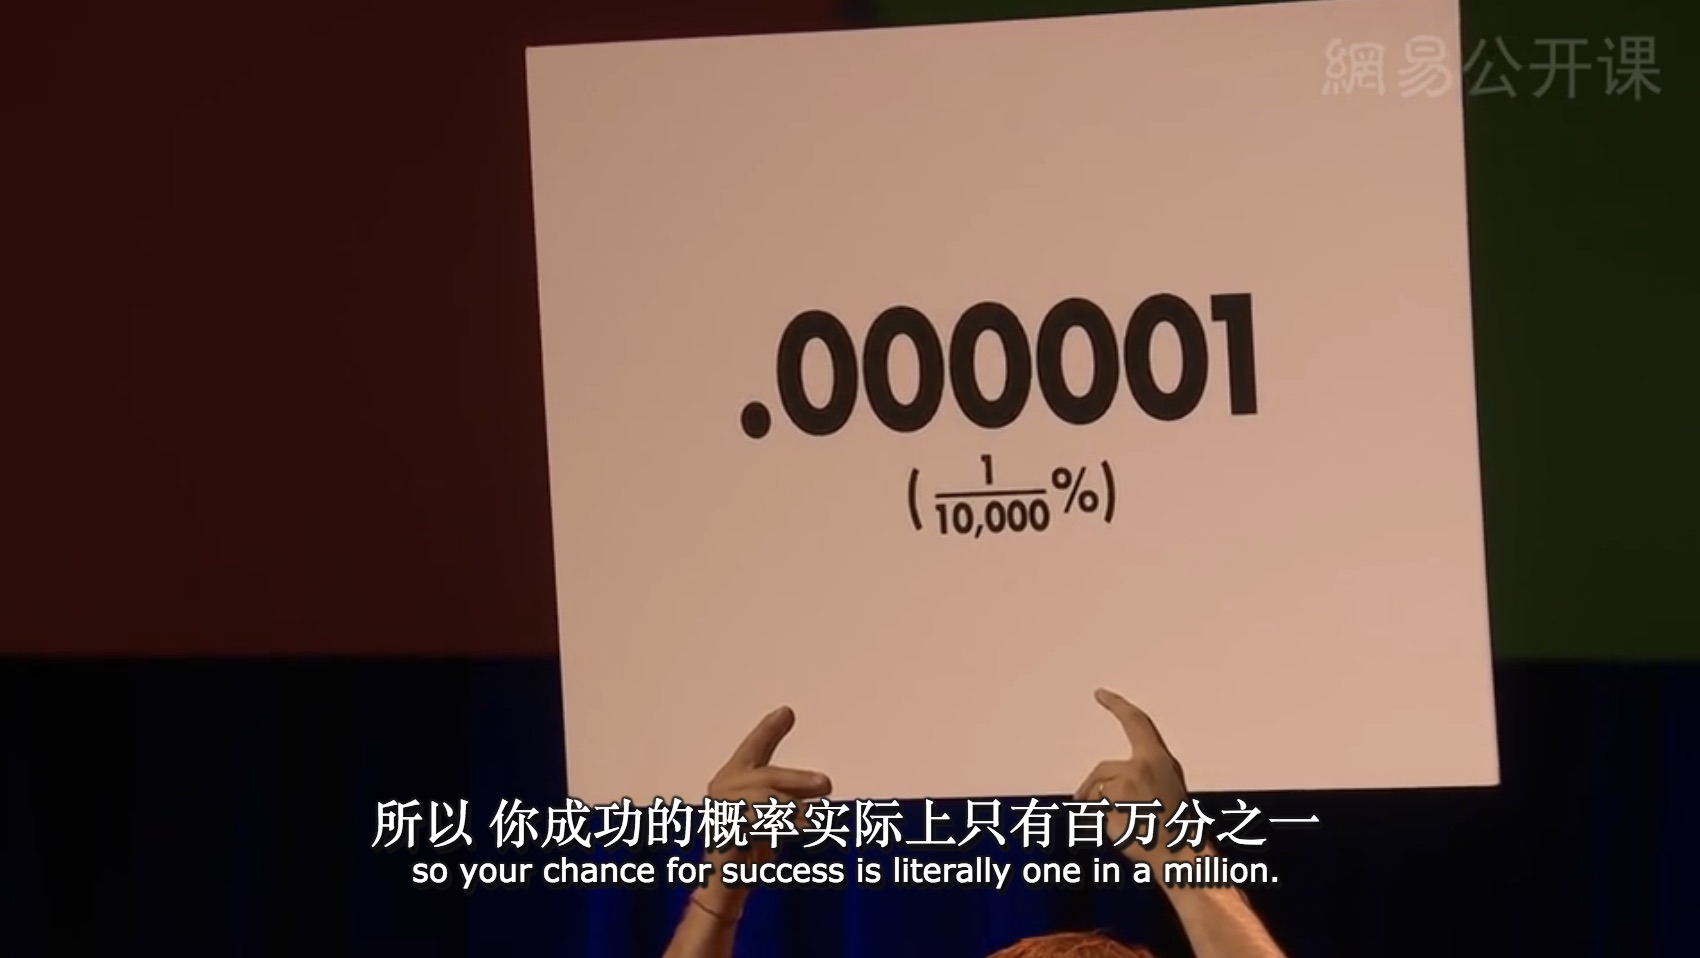 網易公开课
.000001
(1/10,000%)
所以 你成功的概率实际上只有百万分之一
so your chance for success is literally one in a million.